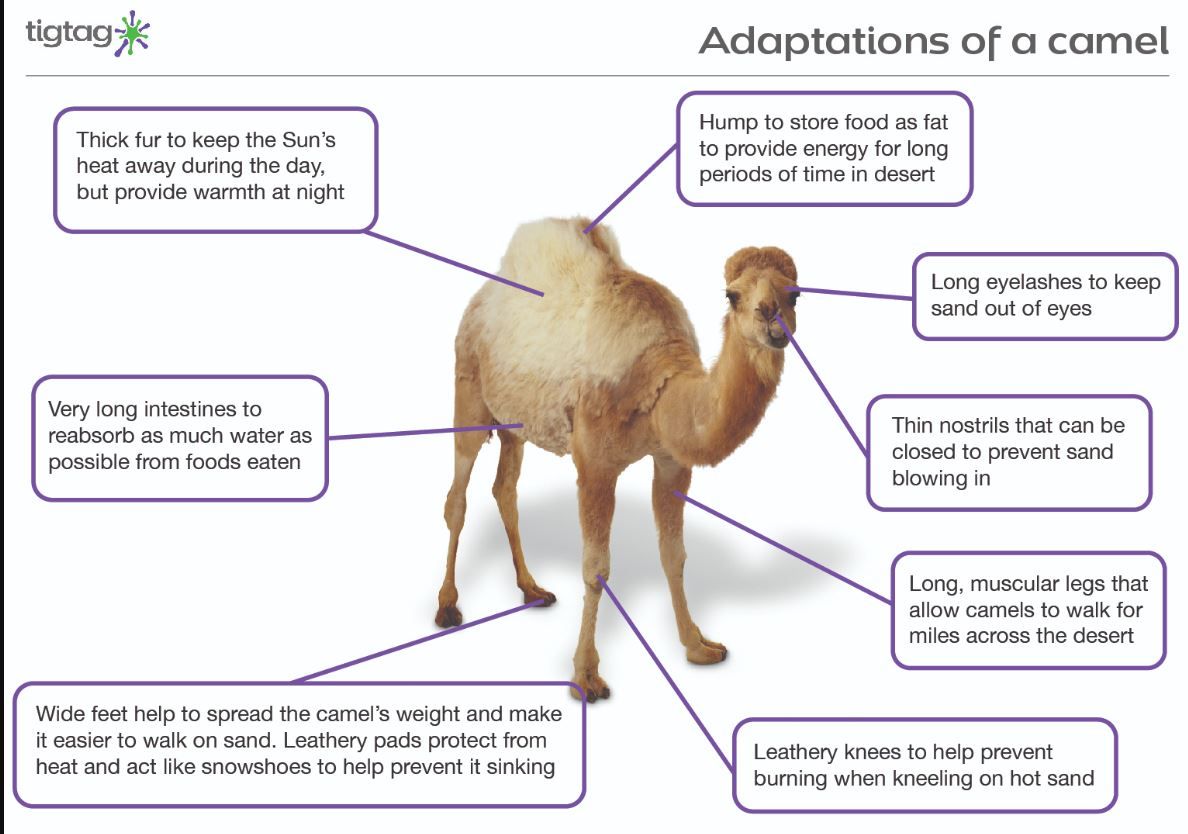 tigtag
Adaptations of a camel
Thick fur to keep the Sun's
heat away during the day,
but provide warmth at night
Hump to store food as fat
to provide energy for long
periods of time in desert
Long eyelashes to keep
sand out of eyes
Very long intestines to
reabsorb as much water as
possible from foods eaten
Thin nostrils that can be
closed to prevent sand
blowing in
Long, muscular legs that
allow camels to walk for
miles across the desert
Wide feet help to spread the camel's weight and make
it easier to walk on sand. Leathery pads protect from
heat and act like snowshoes to help prevent it sinking
Leathery knees to help prevent
burning when kneeling on hot sand